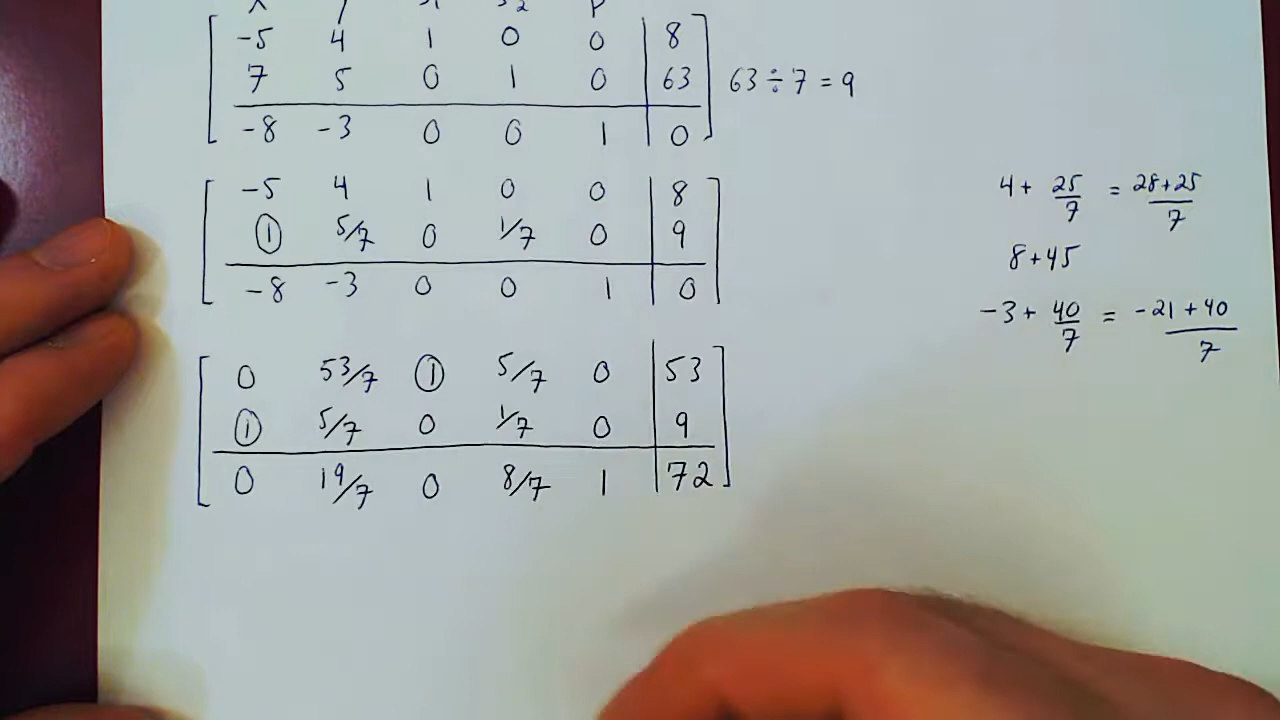 x y s1 s2 P
-5 4 1 0 0 8
7 5 0 1 0 63 63 ÷ 7 = 9
-8 -3 0 0 1 0
-5 4 1 0 0 8
1 5/7 0 1/7 0 9
-8 -3 0 0 1 0
0 53/7 1 5/7 0 53
1 5/7 0 1/7 0 9
0 19/7 0 8/7 1 72
4 + 25/7 = 28+25/7
8 + 45
-3 + 40/7 = -21 + 40/7